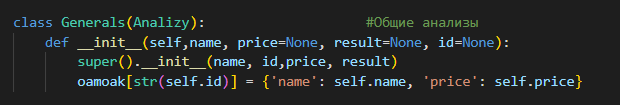 class Generals(Analizy): #Общие анализы
def __init__(self,name, price=None, result=None, id=None):
super().__init__(name, id,price, result)
oamoak[str(self.id)] = {'name': self.name, 'price': self.price}